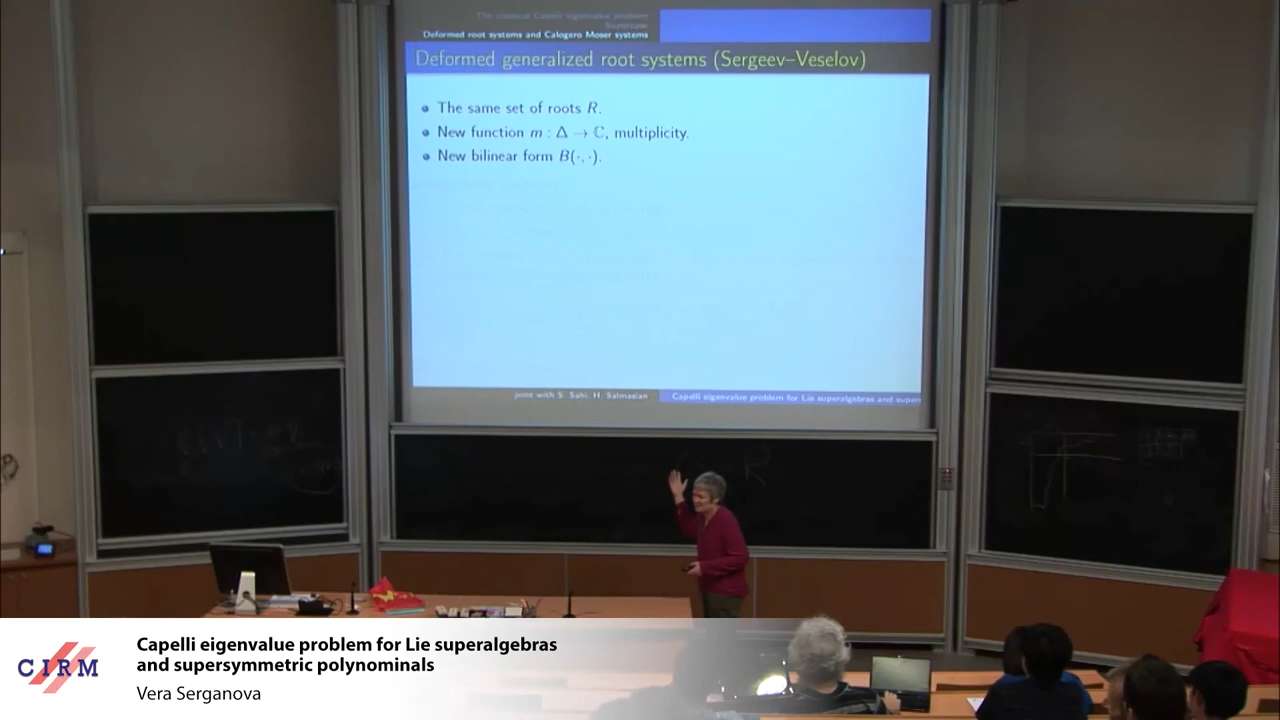 The classical Capelli eigenvalue problem
Supercase
Deformed root systems and Calogero Moser systems
Deformed generalized root systems (Sergeev–Veselov)
The same set of roots R.
New function m : Δ → ℂ, multiplicity.
New bilinear form B(·,·).
joint with S. Sahi, H. Salmasian
Capelli eigenvalue problem for Lie superalgebras and super
R
CIRM
Capelli eigenvalue problem for Lie superalgebras
and supersymmetric polynominals
Vera Serganova